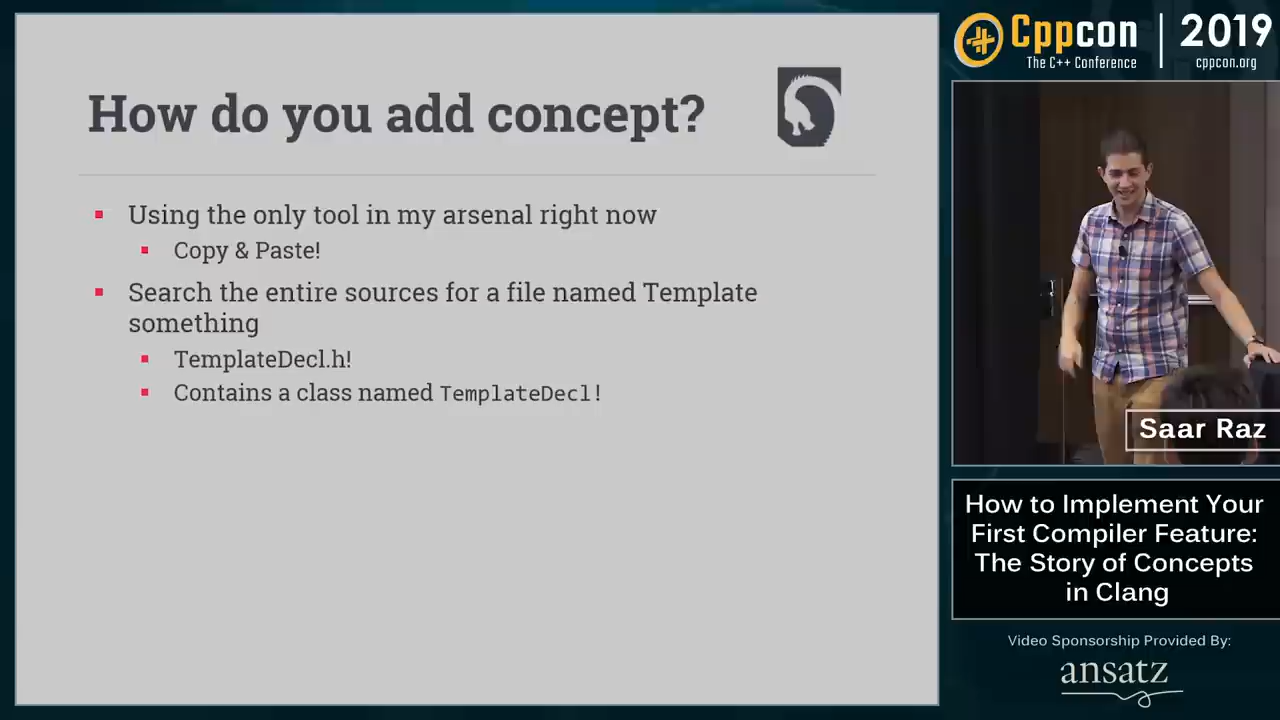 How do you add concept?
Using the only tool in my arsenal right now
Copy & Paste!
Search the entire sources for a file named Template
something
TemplateDecl.h!
Contains a class named TemplateDecl!
Cppcon
The C++ Conference
2019
cppcon.org
Saar Raz
How to Implement Your
First Compiler Feature:
The Story of Concepts
in Clang
Video Sponsorship Provided By:
ansatz